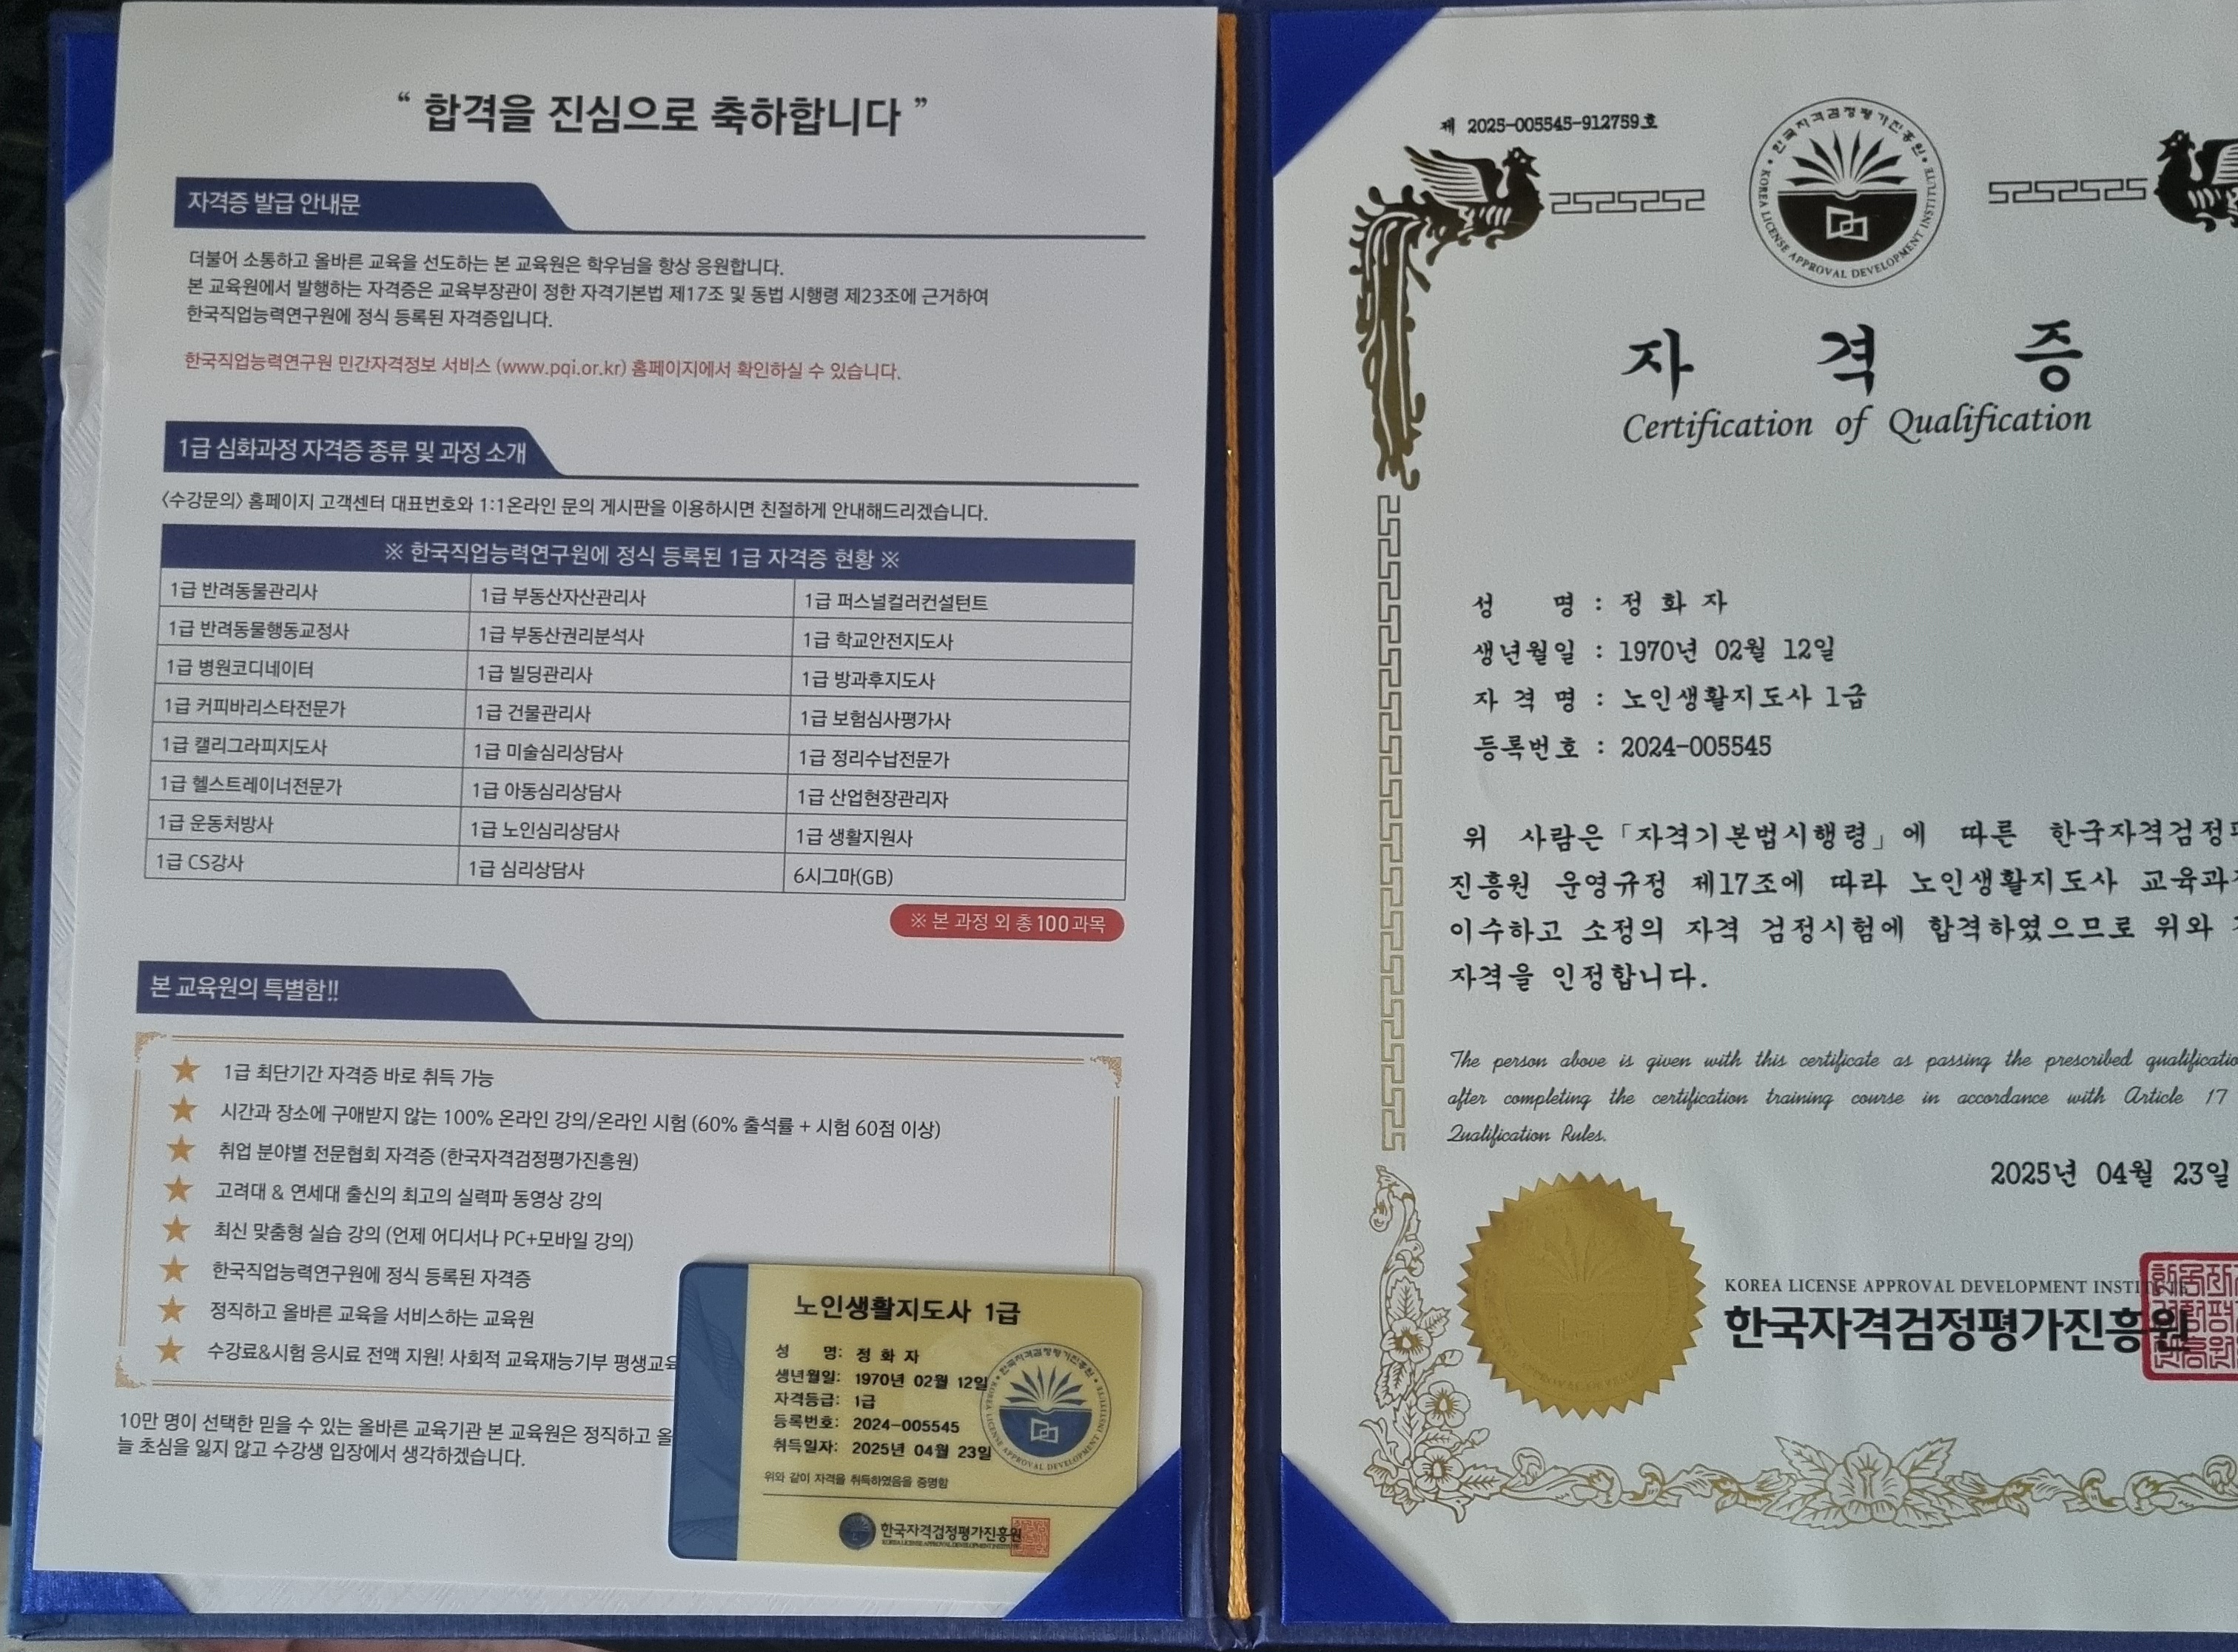 “ 합격을 진심으로 축하합니다 ”
자격증 발급 안내문
더불어 소통하고 올바른 교육을 선도하는 본 교육원은 학우님을 항상 응원합니다.
본 교육원에서 발행하는 자격증은 교육부장관이 정한 자격기본법 제17조 및 동법 시행령 제23조에 근거하여
한국직업능력연구원에 정식 등록된 자격증입니다.
한국직업능력연구원 민간자격정보 서비스 (www.pqi.or.kr) 홈페이지에서 확인하실 수 있습니다.
1급 심화과정 자격증 종류 및 과정 소개
<수강문의> 홈페이지 고객센터 대표번호와 1:1온라인 문의 게시판을 이용하시면 친절하게 안내해드리겠습니다.
※ 한국직업능력연구원에 정식 등록된 1급 자격증 현황 ※
1급 반려동물관리사 1급 부동산자산관리사 1급 퍼스널컬러컨설턴트
1급 반려동물행동교정사 1급 부동산권리분석사 1급 학교안전지도사
1급 병원코디네이터 1급 빌딩관리사 1급 방과후지도사
1급 커피바리스타전문가 1급 건물관리사 1급 보험심사평가사
1급 캘리그라피지도사 1급 미술심리상담사 1급 정리수납전문가
1급 헬스트레이너전문가 1급 아동심리상담사 1급 산업현장관리자
1급 운동처방사 1급 노인심리상담사 1급 생활지원사
1급 CS강사 1급 심리상담사 6시그마(GB)
※ 본 과정 외 총 100과목
본 교육원의 특별함!!
★ 1급 최단기간 자격증 바로 취득 가능
★ 시간과 장소에 구애받지 않는 100% 온라인 강의/온라인 시험 (60% 출석률 + 시험 60점 이상)
★ 취업 분야별 전문협회 자격증 (한국자격검정평가진흥원)
★ 고려대 & 연세대 출신의 최고의 실력파 동영상 강의
★ 최신 맞춤형 실습 강의 (언제 어디서나 PC+모바일 강의)
★ 한국직업능력연구원에 정식 등록된 자격증
★ 정직하고 올바른 교육을 서비스하는 교육원
★ 수강료&시험 응시료 전액 지원! 사회적 교육재능기부 평생교육
10만 명이 선택한 믿을 수 있는 올바른 교육기관 본 교육원은 정직하고 올
늘 초심을 잃지 않고 수강생 입장에서 생각하겠습니다.
노인생활지도사 1급
성 명: 정 화 자
생년월일: 1970년 02월 12일
자격등급: 1급
등록번호: 2024-005545
취득일자: 2025년 04월 23일
위와 같이 자격을 취득하였음을 증명함
한국자격검정평가진흥원
KOREA LICENSE APPROVAL DEVELOPMENT INSTITUTE
한국자격검정평가진흥원
KOREA LICENSE APPROVAL DEVELOPMENT INSTITUTE
제 2025-005545-912759호
한국자격검정평가진흥원
KOREA LICENSE APPROVAL DEVELOPMENT INSTITUTE
자 격 증
Certification of Qualification
성 명 : 정 화 자
생년월일 : 1970년 02월 12일
자 격 명 : 노인생활지도사 1급
등록번호 : 2024-005545
위 사람은 「자격기본법시행령」에 따른 한국자격검정
진흥원 운영규정 제17조에 따라 노인생활지도사 교육과
이수하고 소정의 자격 검정시험에 합격하였으므로 위와
자격을 인정합니다.
The person above is given with this certificate as passing the prescribed qualificatio
after completing the certification training course in accordance with Article 17
Qualification Rules.
2025년 04월 23일
KOREA LICENSE APPROVAL DEVELOPMENT INSTIT
한국자격검정평가진흥원